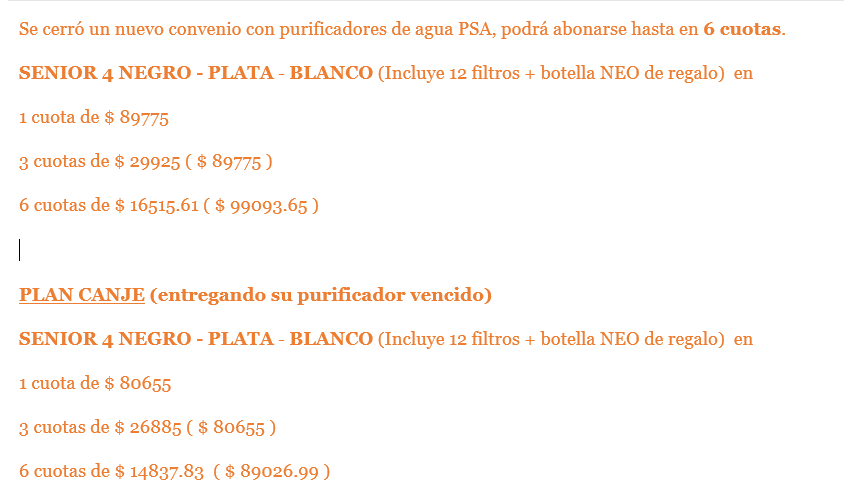 Se cerró un nuevo convenio con purificadores de agua PSA, podrá abonarse hasta en 6 cuotas.
SENIOR 4 NEGRO - PLATA - BLANCO (Incluye 12 filtros + botella NEO de regalo)  en
1 cuota de $ 89775
3 cuotas de $ 29925 ( $ 89775 )
6 cuotas de $ 16515.61 ( $ 99093.65 )
PLAN CANJE (entregando su purificador vencido)
SENIOR 4 NEGRO - PLATA - BLANCO (Incluye 12 filtros + botella NEO de regalo)  en
1 cuota de $ 80655
3 cuotas de $ 26885 ( $ 80655 )
6 cuotas de $ 14837.83  ( $ 89026.99 )